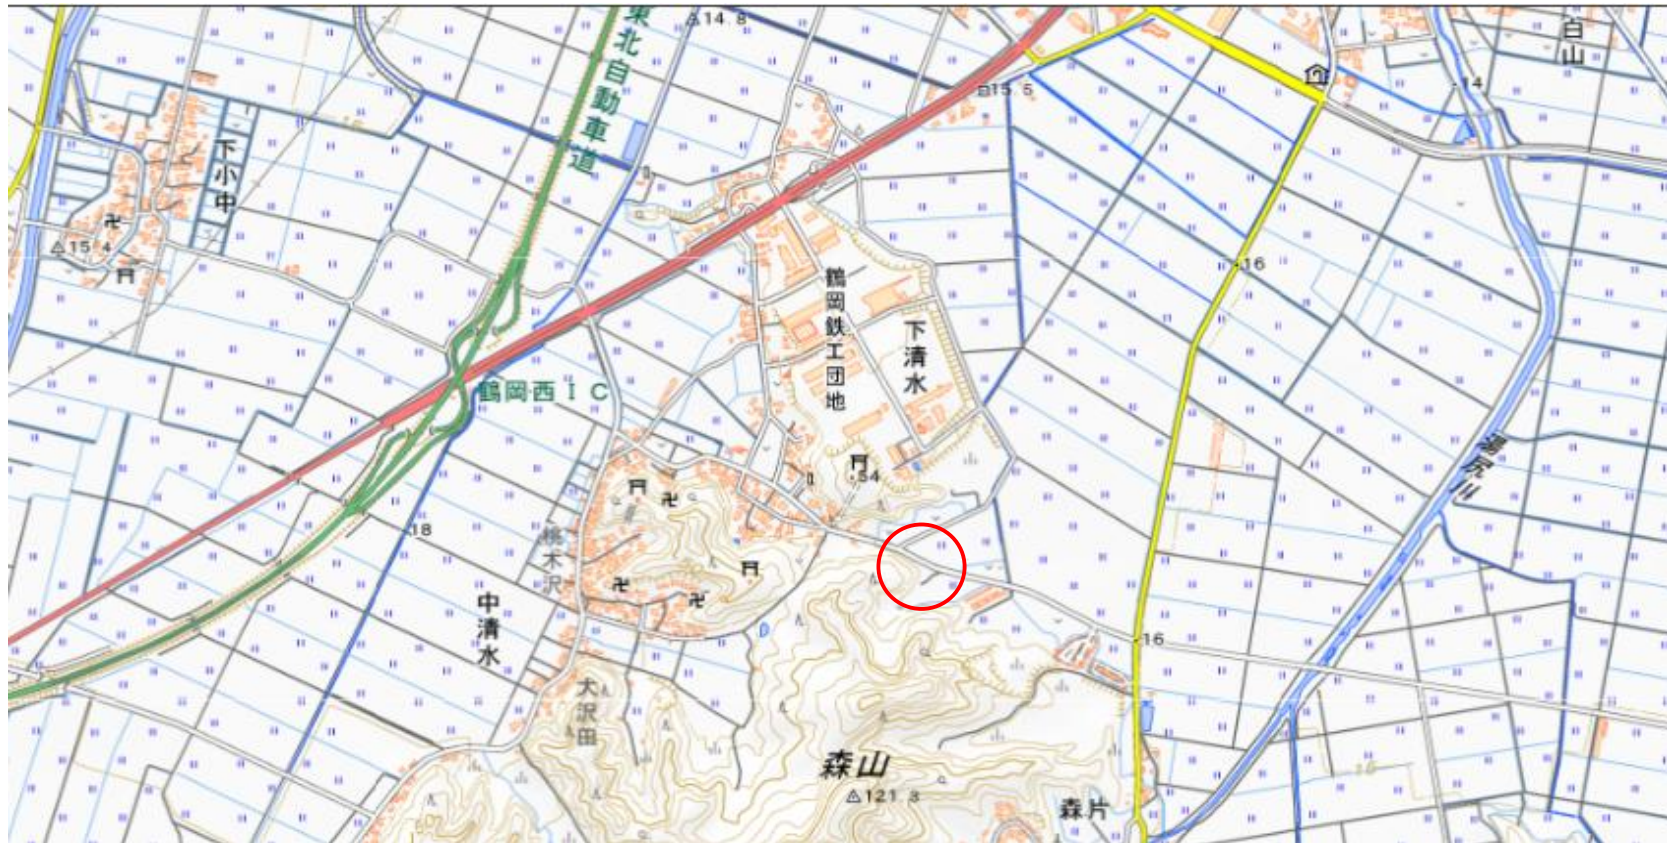 東北自動車道
14.8
白山
14
15.5
下小中
15.4
16
鶴岡鉄工団地
下清水
鶴岡西IC
湯尻川
54
18
桃木沢
中清水
16
大沢田
森山
121.3
森片